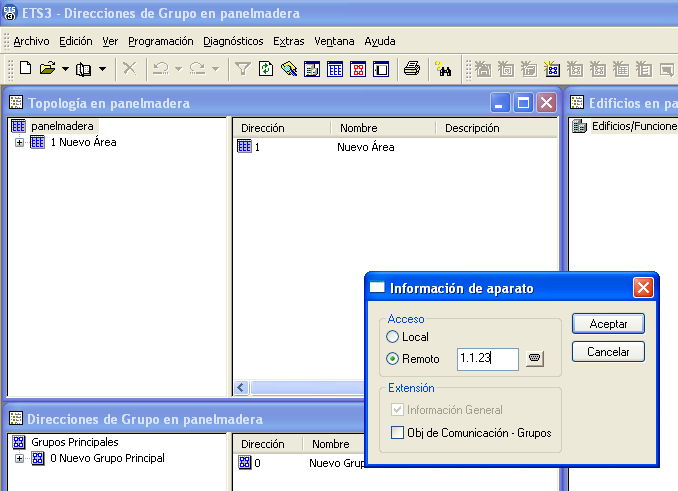 ETS3 - Direcciones de Grupo en panelmadera
Archivo Edición Ver Programación Diagnósticos Extras Ventana Ayuda
Topología en panelmadera
panelmadera
1 Nuevo Área
Dirección Nombre Descripción
1 Nuevo Área
Edificios en pa
Edificios/Funcione
Información de aparato
Acceso
Local
Remoto 1.1.23
Aceptar
Cancelar
Extensión
Información General
Obj de Comunicación - Grupos
Direcciones de Grupo en panelmadera
Grupos Principales
0 Nuevo Grupo Principal
Dirección Nombre
0 Nuevo Grup